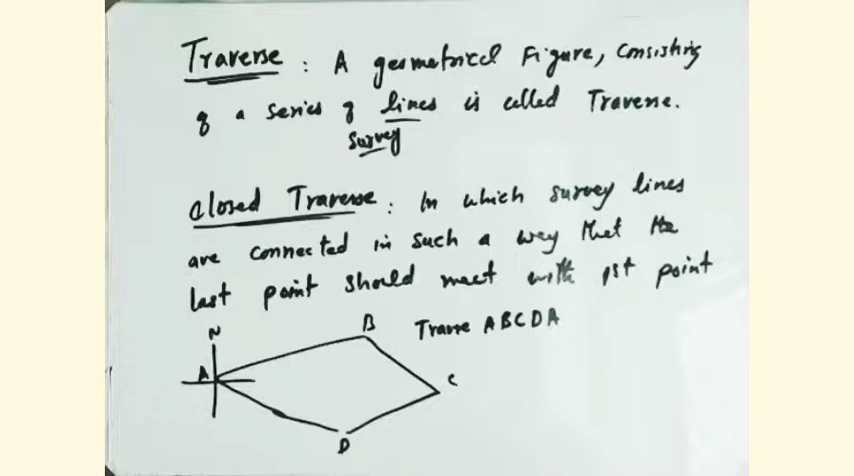 Traverse : A geometrical Figure, Consisting
of a series of lines is called Traverse.
survey
Closed Traverse : In which survey lines
are connected in such a way that the
last point should meet with 1st point
N
B
Traverse ABCDA
A
C
D